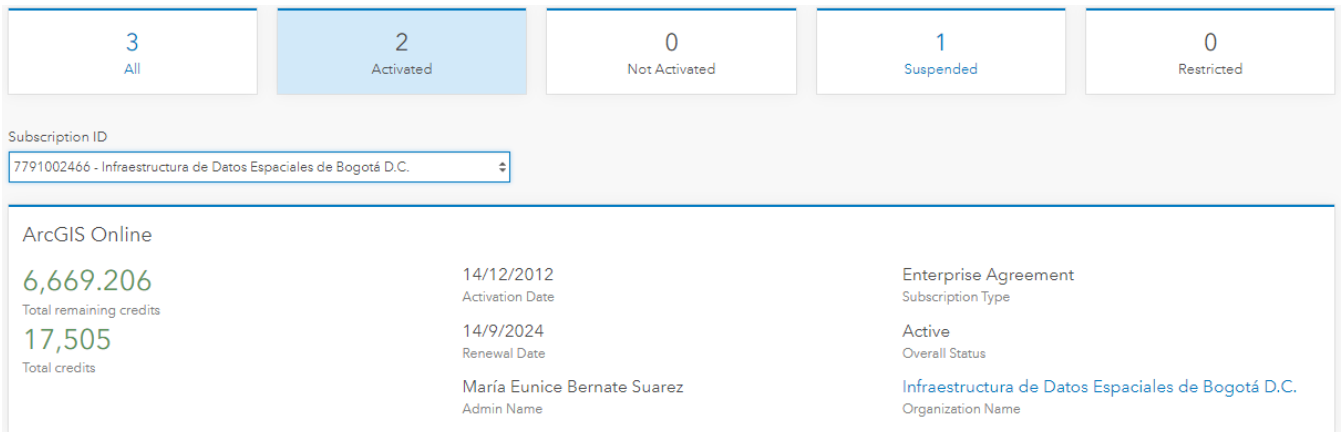 3
All
2
Activated
0
Not Activated
1
Suspended
0
Restricted
Subscription ID
7791002466 - Infraestructura de Datos Espaciales de Bogotá D.C.
ArcGIS Online
6,669.206
Total remaining credits
17,505
Total credits
14/12/2012
Activation Date
14/9/2024
Renewal Date
María Eunice Bernate Suarez
Admin Name
Enterprise Agreement
Subscription Type
Active
Overall Status
Infraestructura de Datos Espaciales de Bogotá D.C.
Organization Name